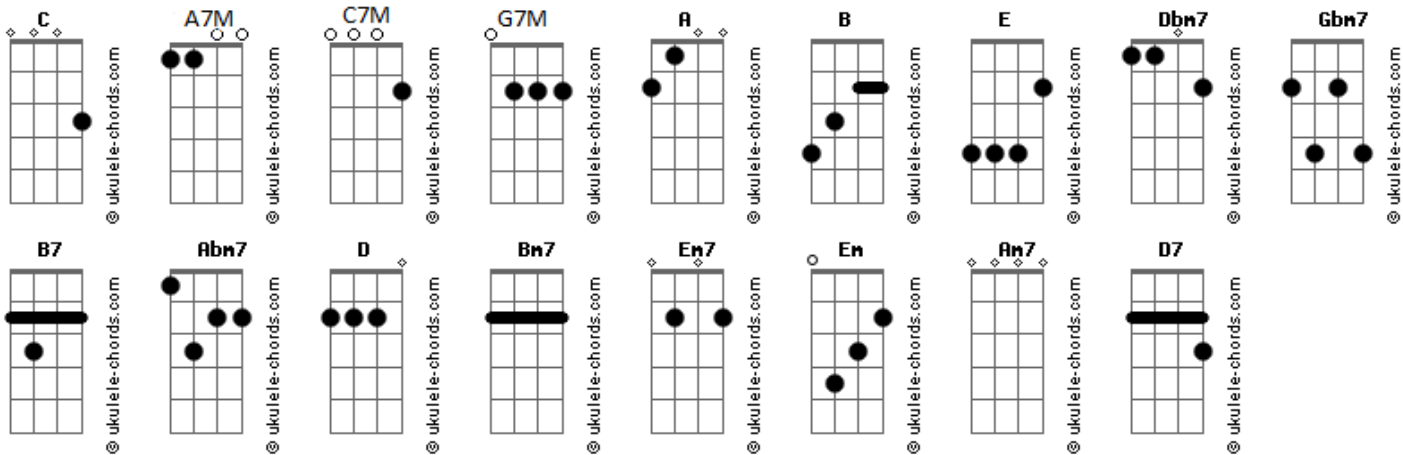 C A7M C7M G7M A B E Dbm7 Gbm7
© ukulele-chords.com © ukulele-chords.com © ukulele-chords.com © ukulele-chords.com © ukulele-chords.com © ukulele-chords.com © ukulele-chords.com © ukulele-chords.com © ukulele-chords.com
B7 Abm7 D Bm7 Em7 Em Am7 D7
© ukulele-chords.com © ukulele-chords.com © ukulele-chords.com © ukulele-chords.com © ukulele-chords.com © ukulele-chords.com © ukulele-chords.com © ukulele-chords.com